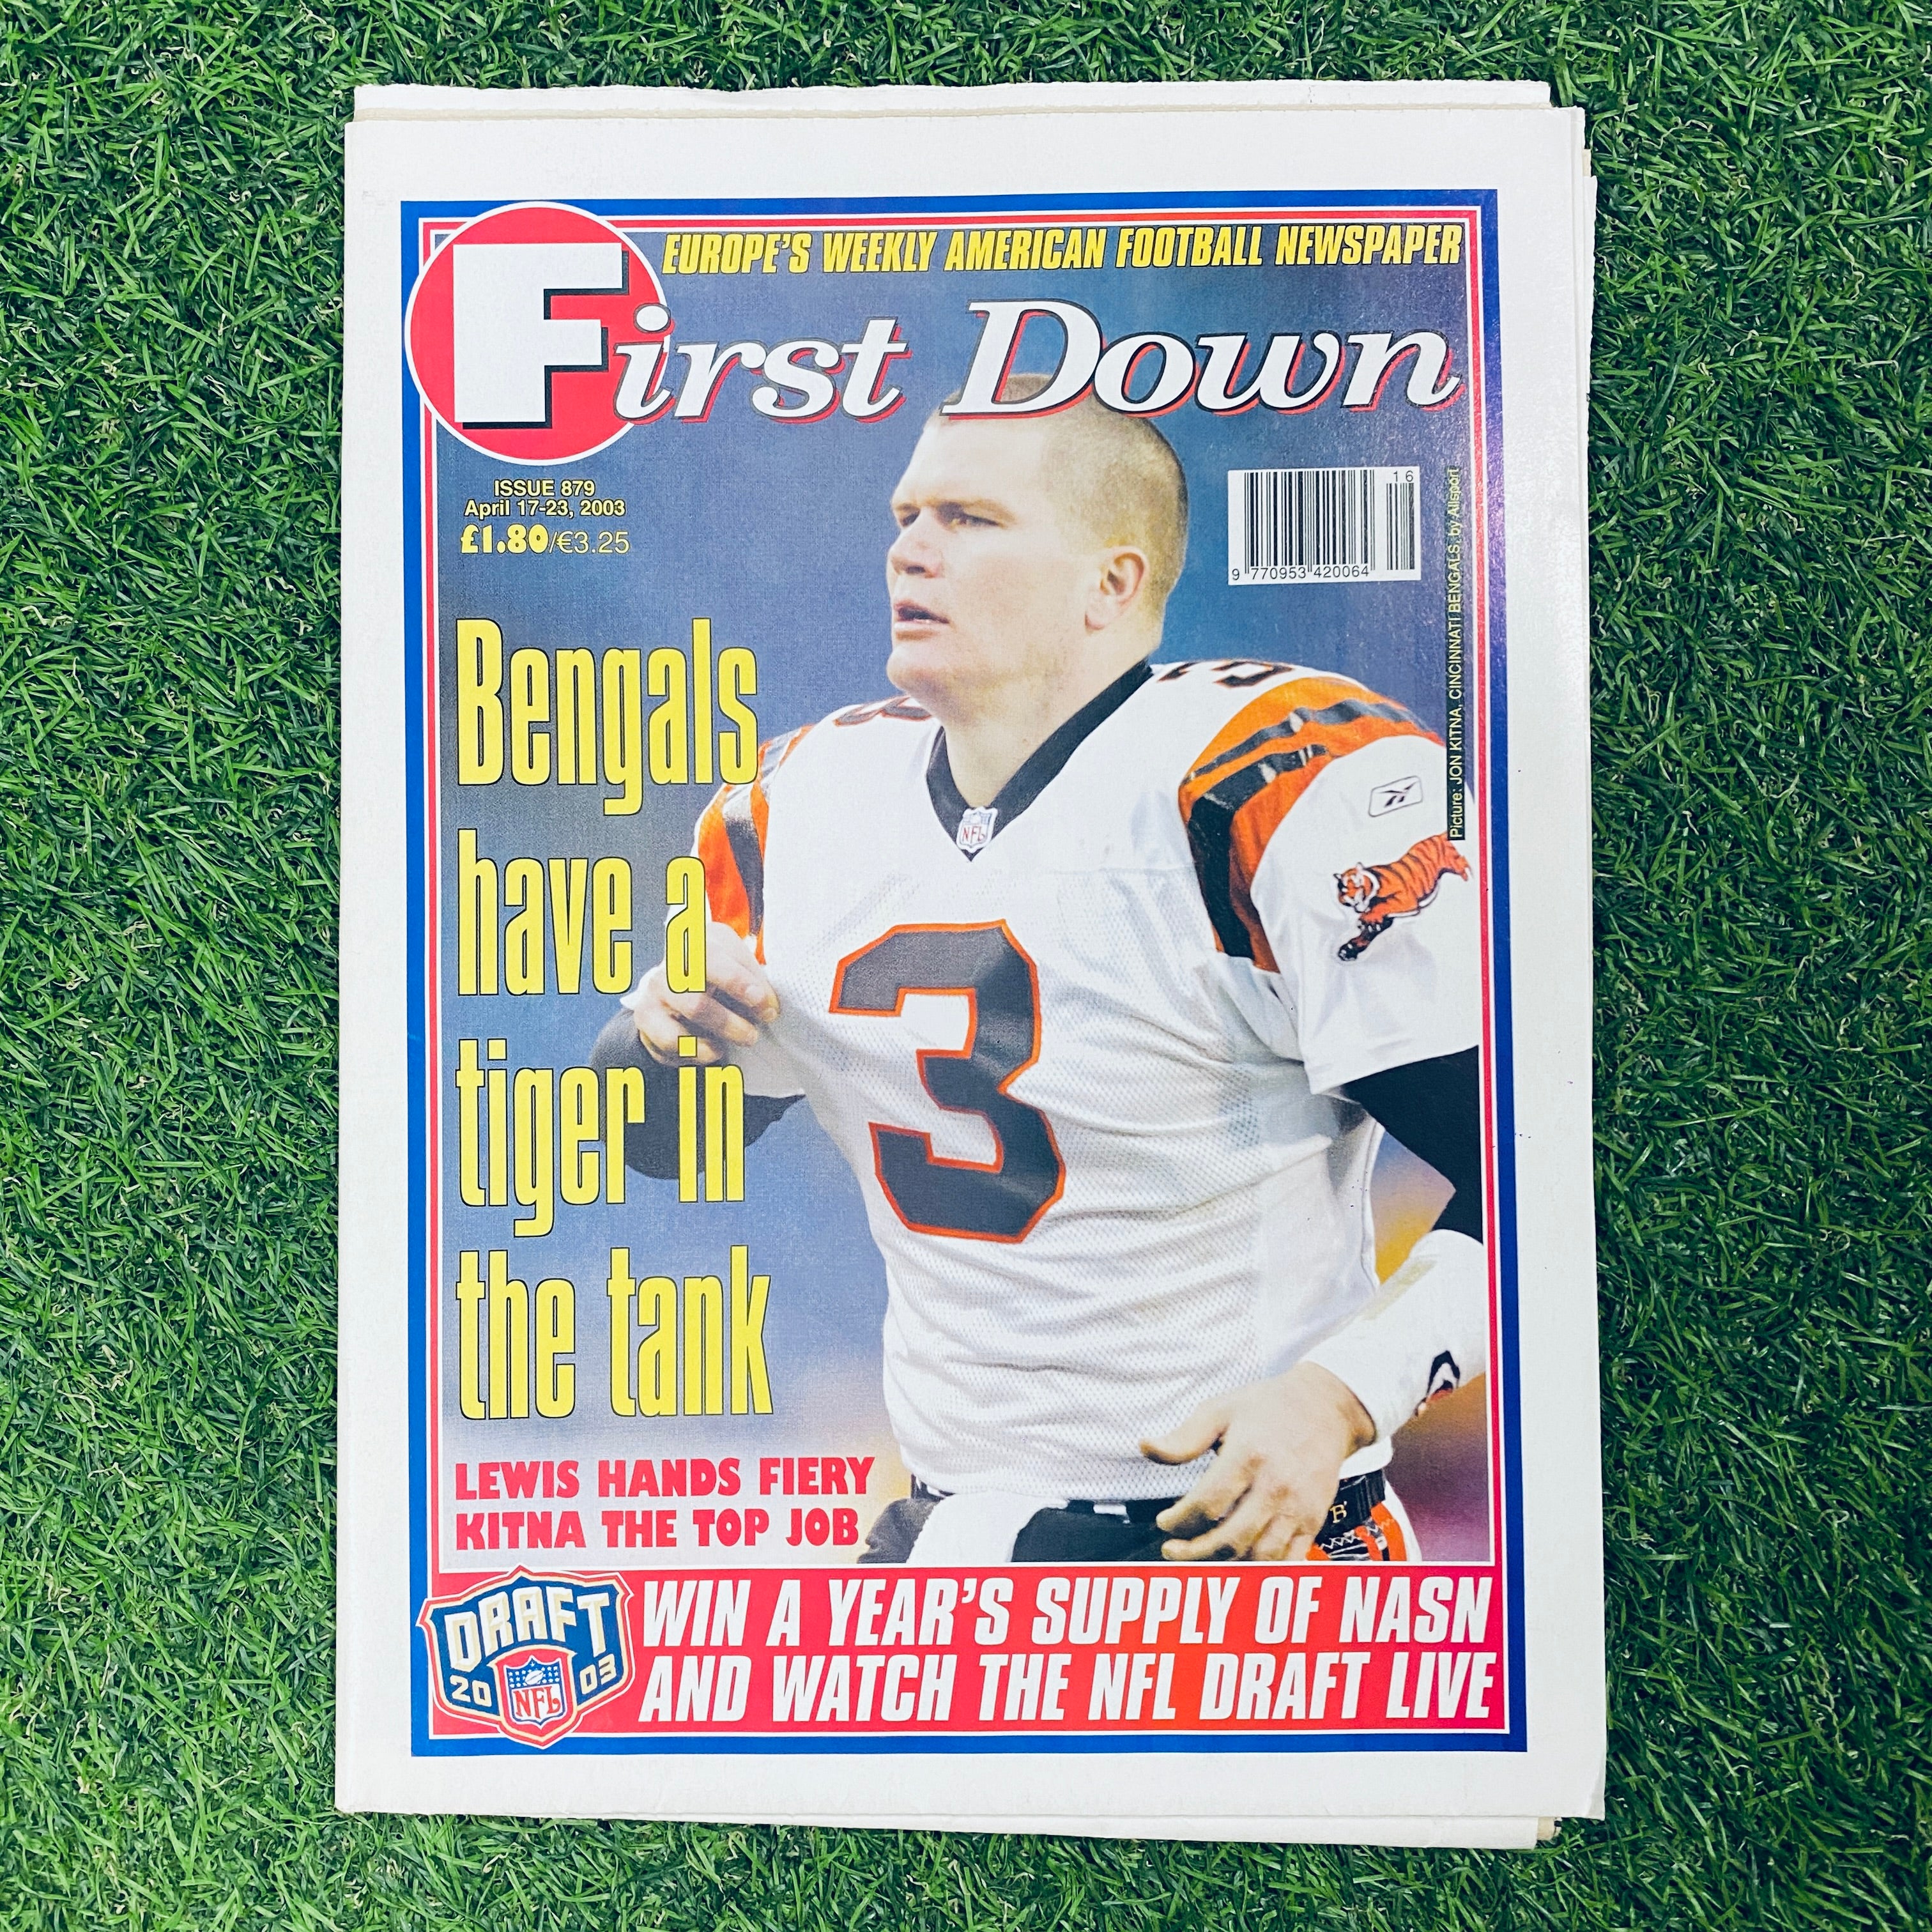 EUROPE'S WEEKLY AMERICAN FOOTBALL NEWSPAPER
First Down
ISSUE 879
April 17-23, 2003
£1.80/€3.25
16
9 770953 420064
Picture: JON KITNA, CINCINNATI BENGALS by Allsport
Bengals
have a
tiger in
the tank
NFL
3
LEWIS HANDS FIERY
KITNA THE TOP JOB
DRAFT
2003
NFL
WIN A YEAR'S SUPPLY OF NASN
AND WATCH THE NFL DRAFT LIVE